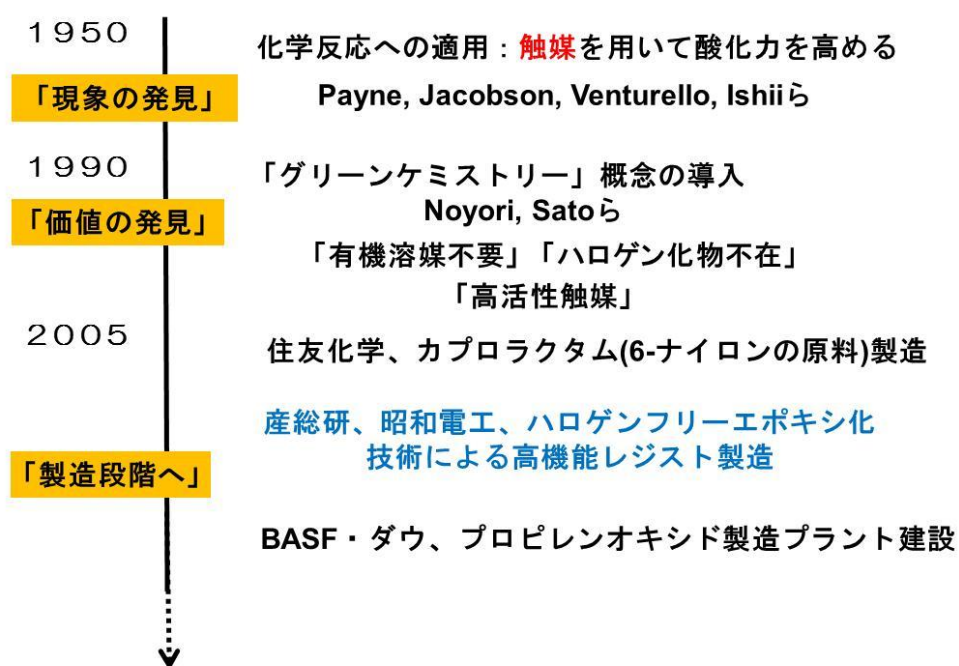 1950
化学反応への適用：触媒を用いて酸化力を高める
「現象の発見」
Payne, Jacobson, Venturello, Ishiiら
1990
「グリーンケミストリー」概念の導入
「価値の発見」
Noyori, Satoら
「有機溶媒不要」「ハロゲン化物不在」
「高活性触媒」
2005
住友化学、カプロラクタム(6-ナイロンの原料)製造
産総研、昭和電工、ハロゲンフリーエポキシ化
技術による高機能レジスト製造
「製造段階へ」
BASF・ダウ、プロピレンオキシド製造プラント建設